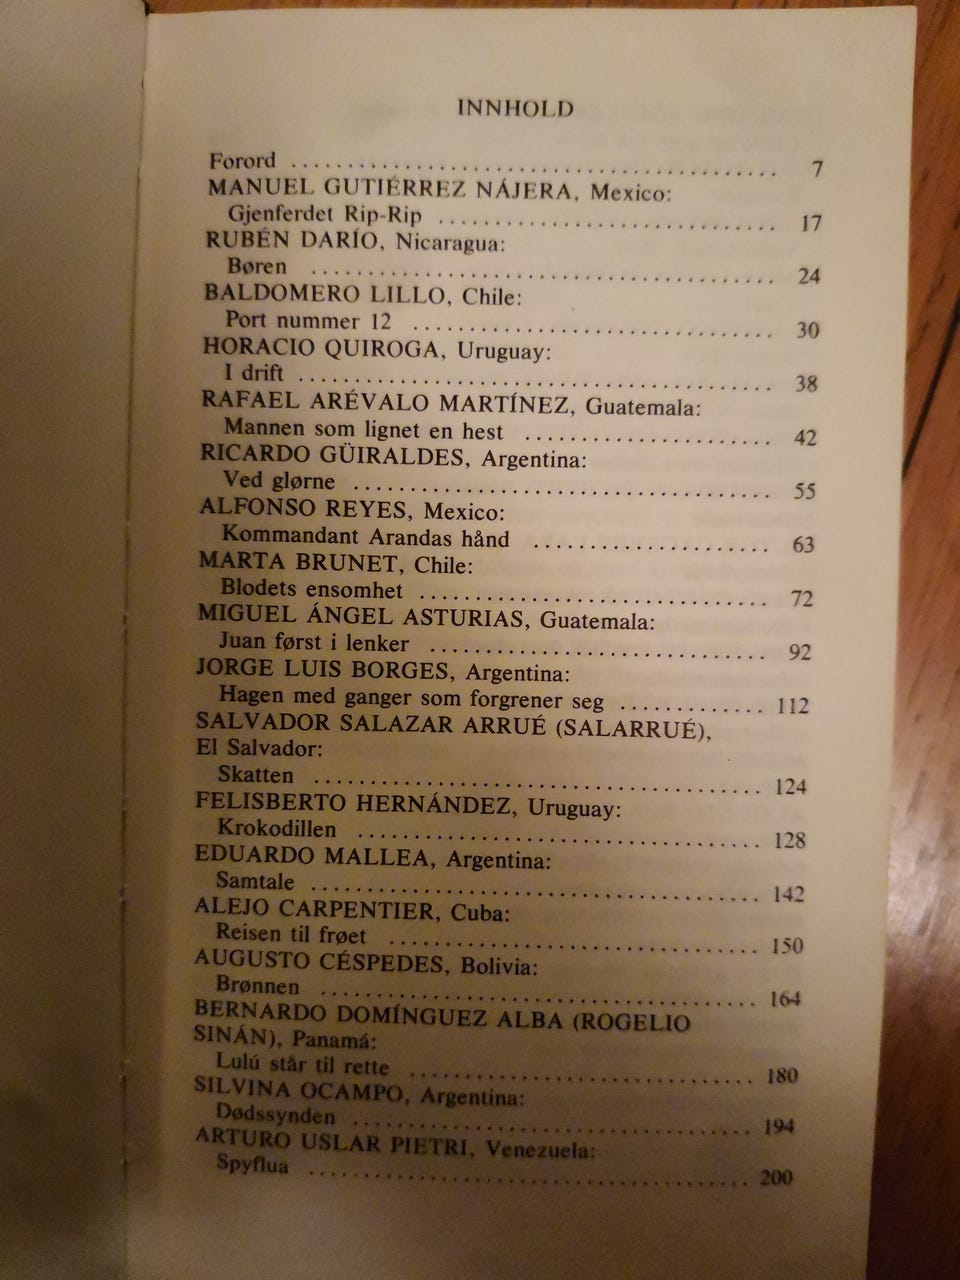 INNHOLD
Forord ........................................ 7
MANUEL GUTIÉRREZ NÁJERA, Mexico:
Gjenferdet Rip-Rip ............................ 17
RUBÉN DARÍO, Nicaragua:
Børen ........................................ 24
BALDOMERO LILLO, Chile:
Port nummer 12 ............................... 30
HORACIO QUIROGA, Uruguay:
I drift ........................................ 38
RAFAEL ARÉVALO MARTÍNEZ, Guatemala:
Mannen som lignet en hest ...................... 42
RICARDO GÜIRALDES, Argentina:
Ved glørne .................................... 55
ALFONSO REYES, Mexico:
Kommandant Arandas hånd ..................... 63
MARTA BRUNET, Chile:
Blodets ensomhet ............................... 72
MIGUEL ÁNGEL ASTURIAS, Guatemala:
Juan først i lenker .............................. 92
JORGE LUIS BORGES, Argentina:
Hagen med ganger som forgrener seg ............. 112
SALVADOR SALAZAR ARRUÉ (SALARRUÉ),
El Salvador:
Skatten ........................................ 124
FELISBERTO HERNÁNDEZ, Uruguay:
Krokodillen .................................... 128
EDUARDO MALLEA, Argentina:
Samtale ........................................ 142
ALEJO CARPENTIER, Cuba:
Reisen til frøet ................................. 150
AUGUSTO CÉSPEDES, Bolivia:
Brønnen ....................................... 164
BERNARDO DOMÍNGUEZ ALBA (ROGELIO
SINÁN), Panamá:
Lulú står til rette ............................... 180
SILVINA OCAMPO, Argentina:
Dødssynden .................................... 194
ARTURO USLAR PIETRI, Venezuela:
Spyflua ........................................ 200